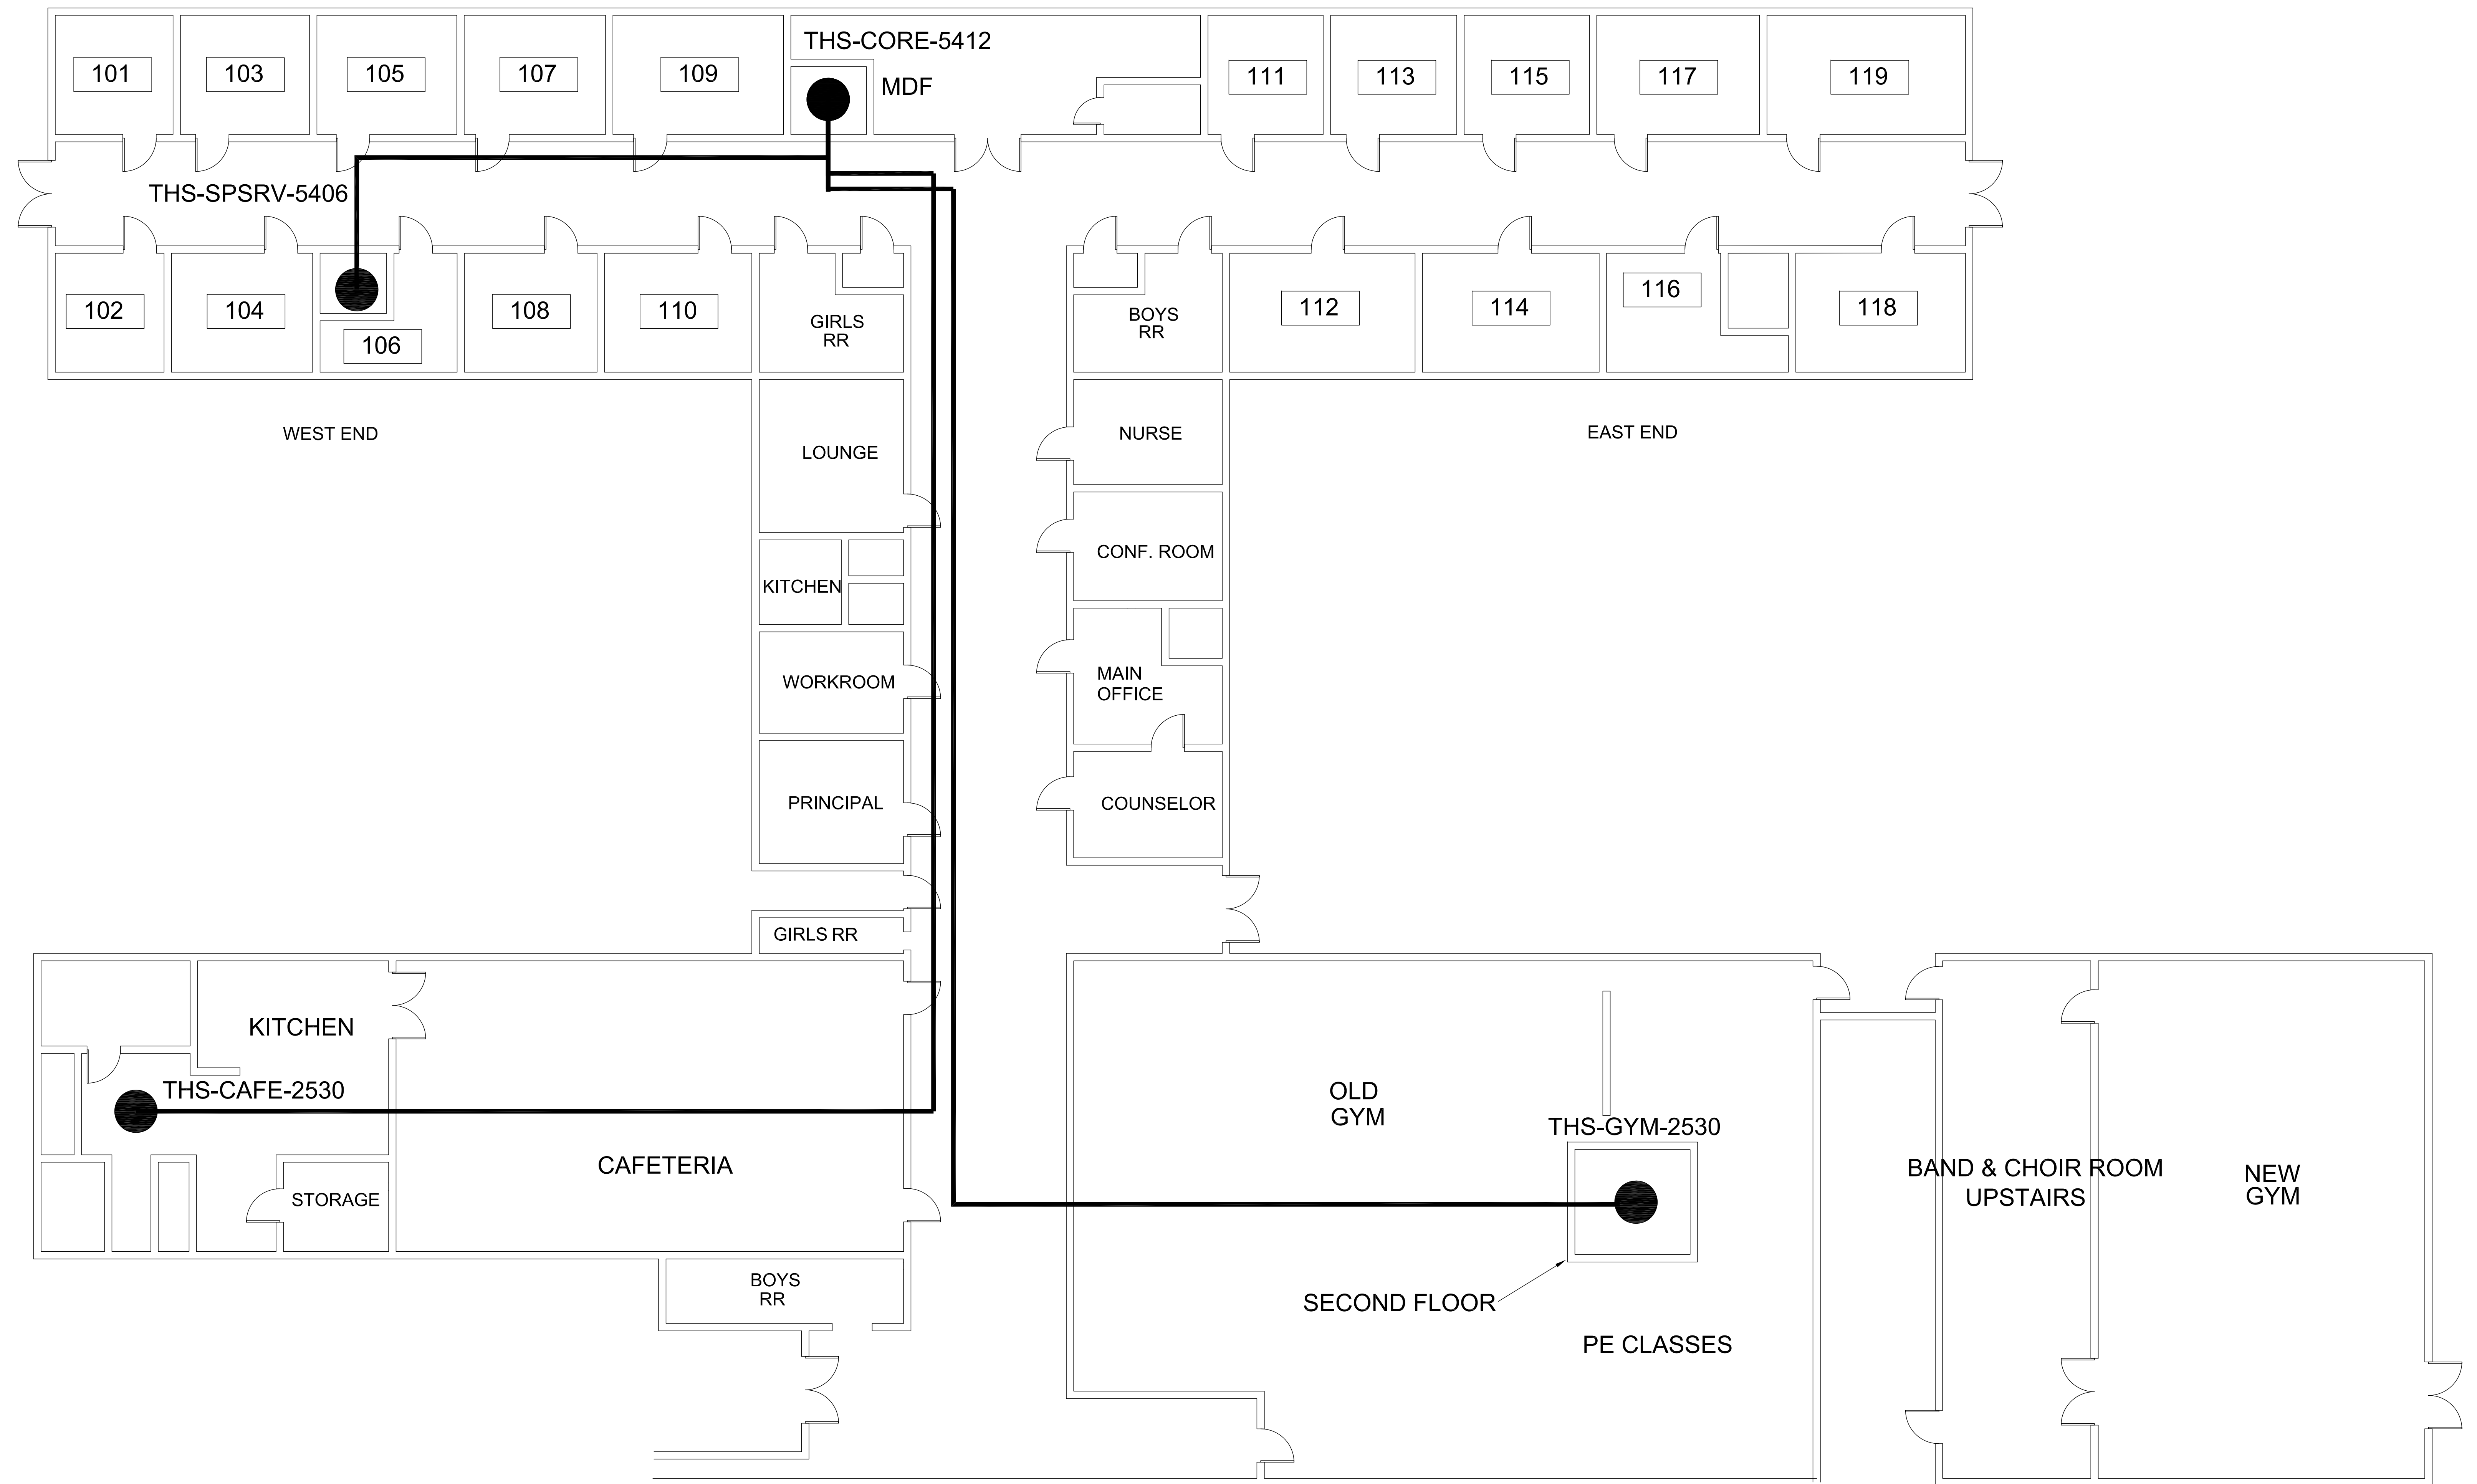 THS-CORE-5412
101
103
105
107
109
MDF
111
113
115
117
119
THS-SPSRV-5406
102
104
106
108
110
GIRLS
RR
BOYS
RR
112
114
116
118
WEST END
EAST END
LOUNGE
NURSE
CONF. ROOM
KITCHEN
WORKROOM
MAIN
OFFICE
PRINCIPAL
COUNSELOR
GIRLS RR
KITCHEN
THS-CAFE-2530
CAFETERIA
STORAGE
OLD
GYM
THS-GYM-2530
BAND & CHOIR ROOM
UPSTAIRS
NEW
GYM
BOYS
RR
SECOND FLOOR
PE CLASSES